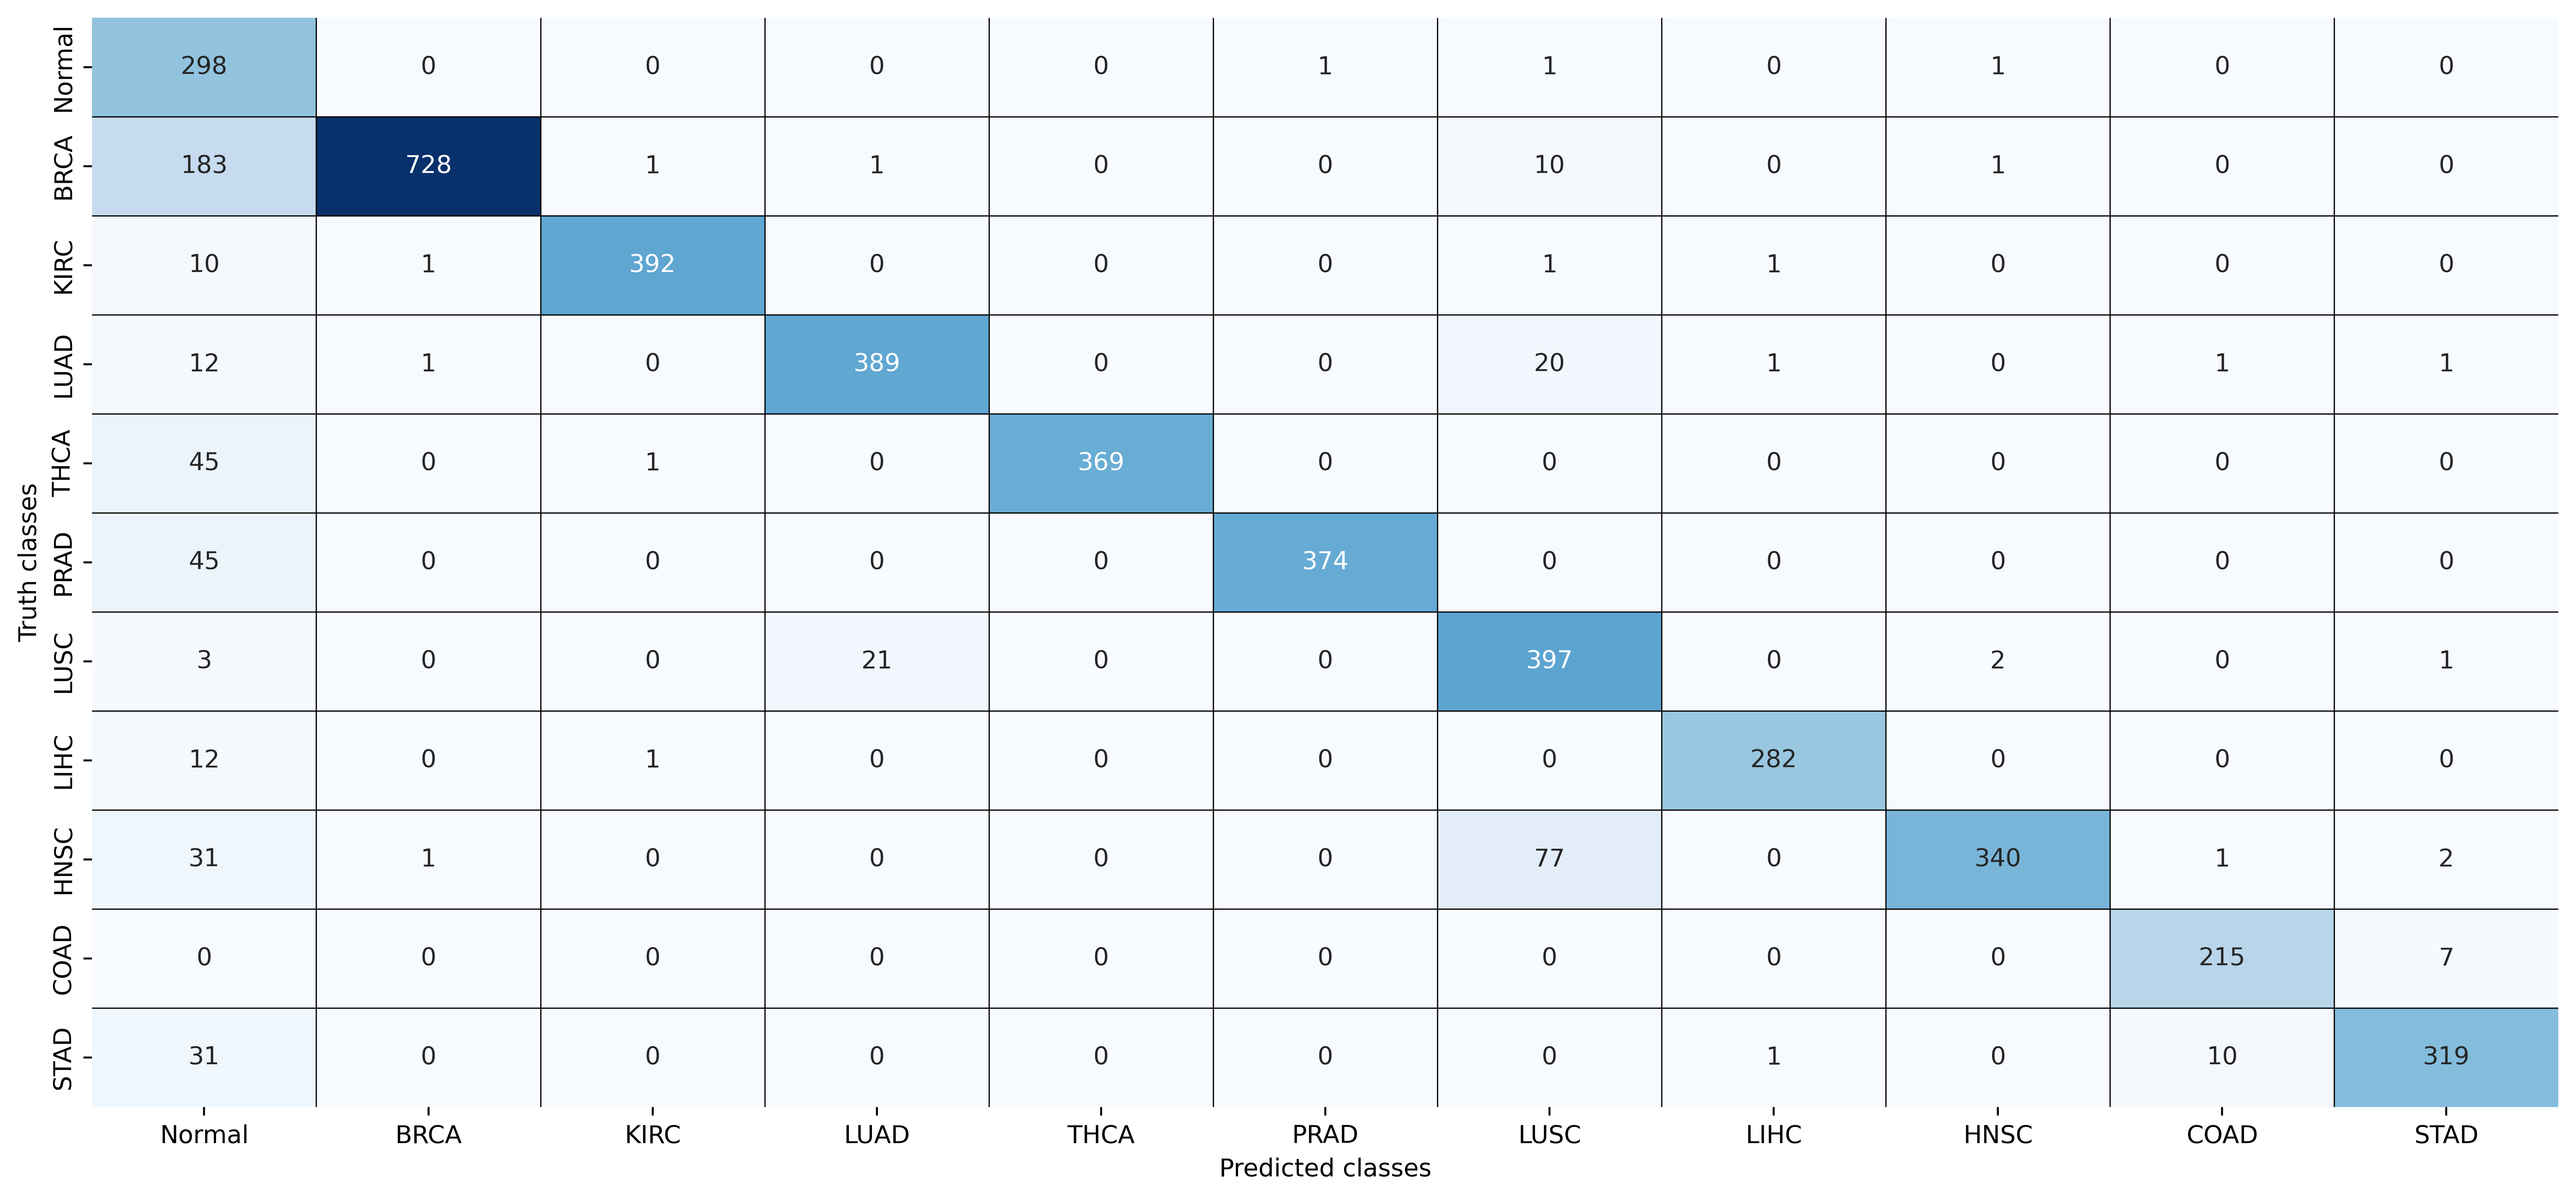 Truth classes
Normal 298 0 0 0 0 1 1 0 1 0 0
BRCA 183 728 1 1 0 0 10 0 1 0 0
KIRC 10 1 392 0 0 0 1 1 0 0 0
LUAD 12 1 0 389 0 0 20 1 0 1 1
THCA 45 0 1 0 369 0 0 0 0 0 0
PRAD 45 0 0 0 0 374 0 0 0 0 0
LUSC 3 0 0 21 0 0 397 0 2 0 1
LIHC 12 0 1 0 0 0 0 282 0 0 0
HNSC 31 1 0 0 0 0 77 0 340 1 2
COAD 0 0 0 0 0 0 0 0 0 215 7
STAD 31 0 0 0 0 0 0 1 0 10 319
Normal BRCA KIRC LUAD THCA PRAD LUSC LIHC HNSC COAD STAD
Predicted classes